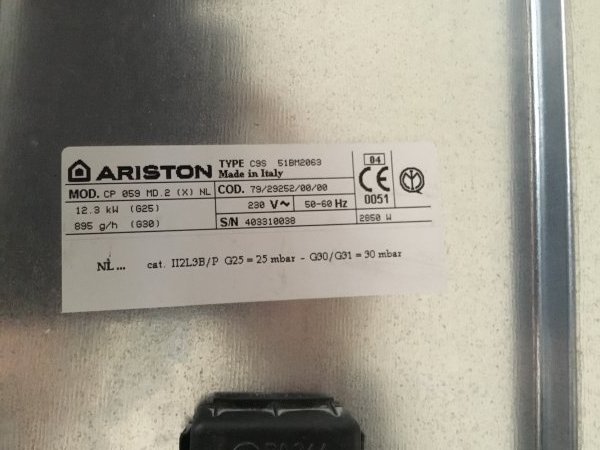 ARISTON TYPE C9S 51BM2063
Made in Italy
MOD. CP 059 MD.2 (X) NL COD. 79/29252/00/00
12.3 kW (G25) 230 V~ 50-60 Hz
895 g/h (G30) S/N 403310038 2850 W
04
CE
0051
NL ... cat. II2L3B/P G25 = 25 mbar - G30/G31 = 30 mbar